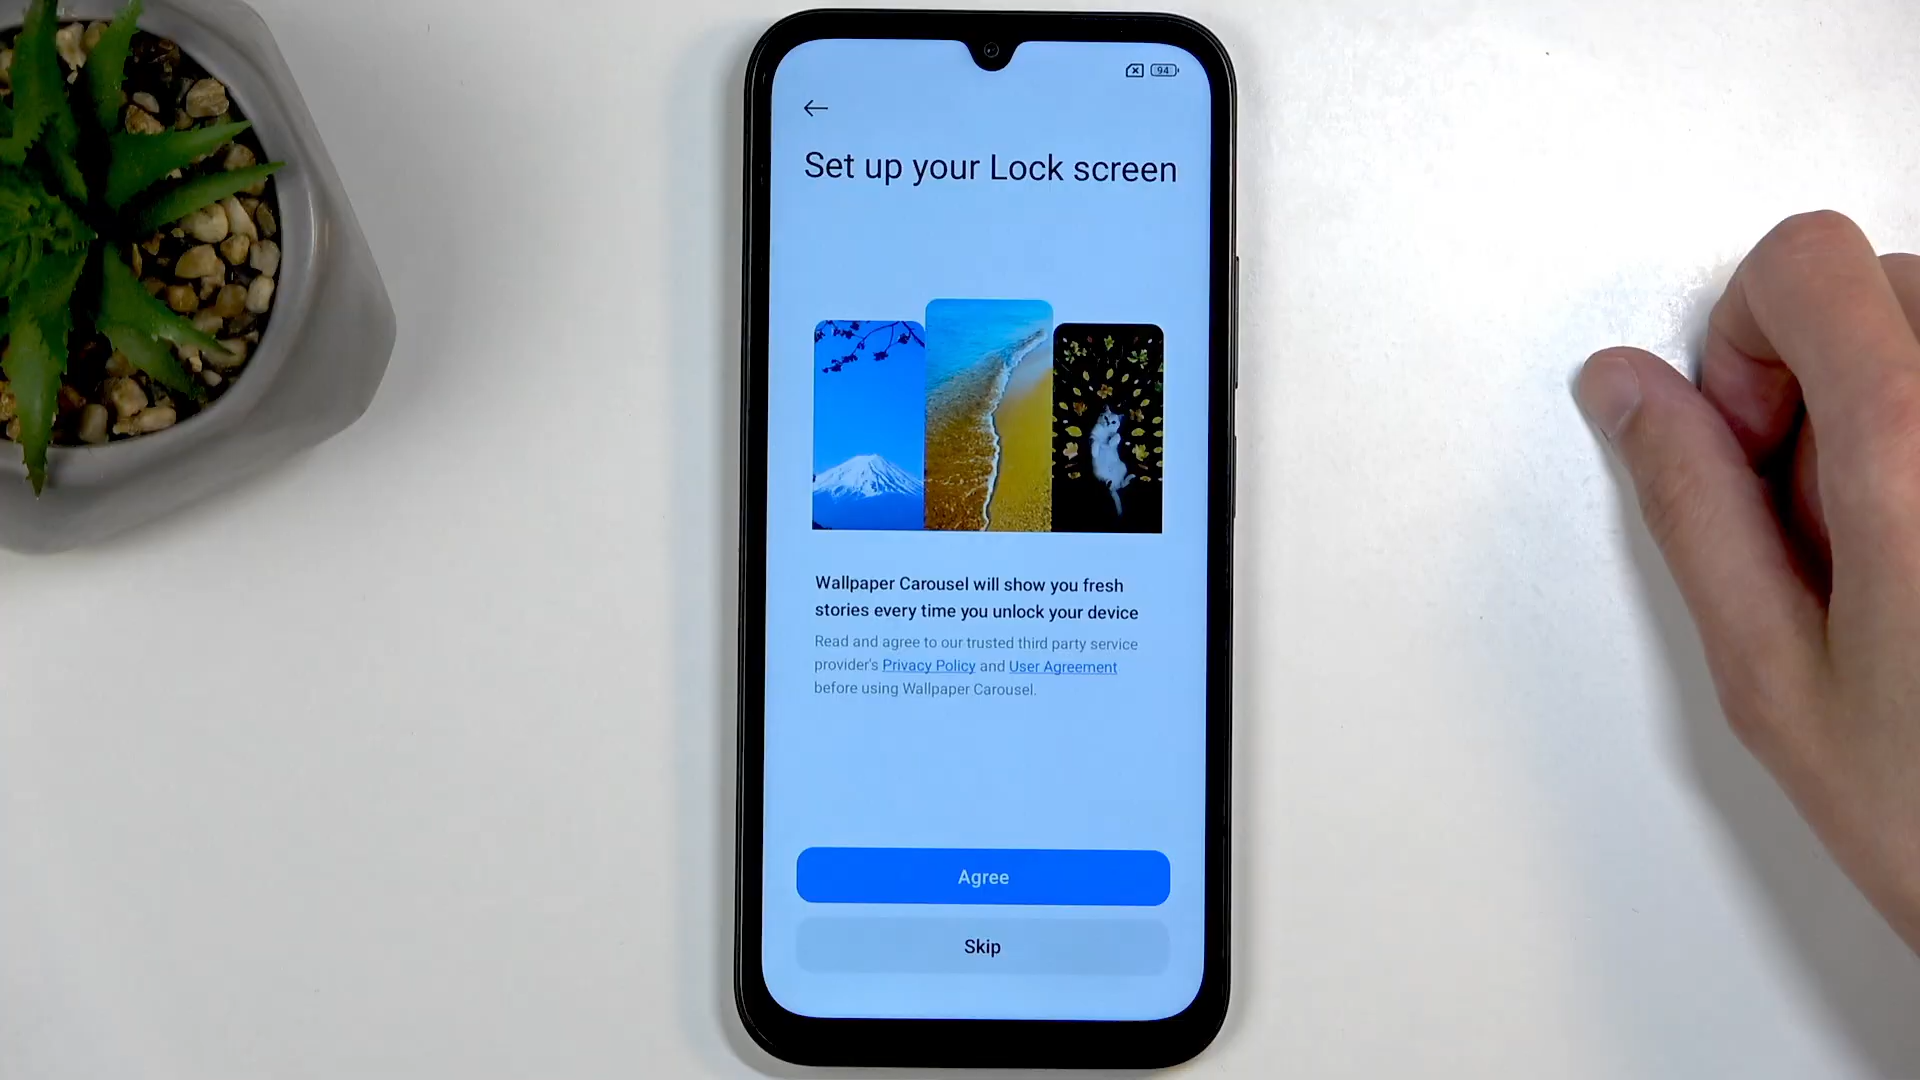 94
Set up your Lock screen
Wallpaper Carousel will show you fresh
stories every time you unlock your device
Read and agree to our trusted third party service
provider's Privacy Policy and User Agreement
before using Wallpaper Carousel.
Agree
Skip